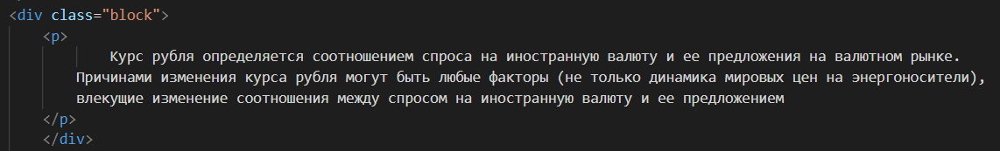 <div class="block">
<p>
Курс рубля определяется соотношением спроса на иностранную валюту и ее предложения на валютном рынке.
Причинами изменения курса рубля могут быть любые факторы (не только динамика мировых цен на энергоносители),
влекущие изменение соотношения между спросом на иностранную валюту и ее предложением
</p>
</div>